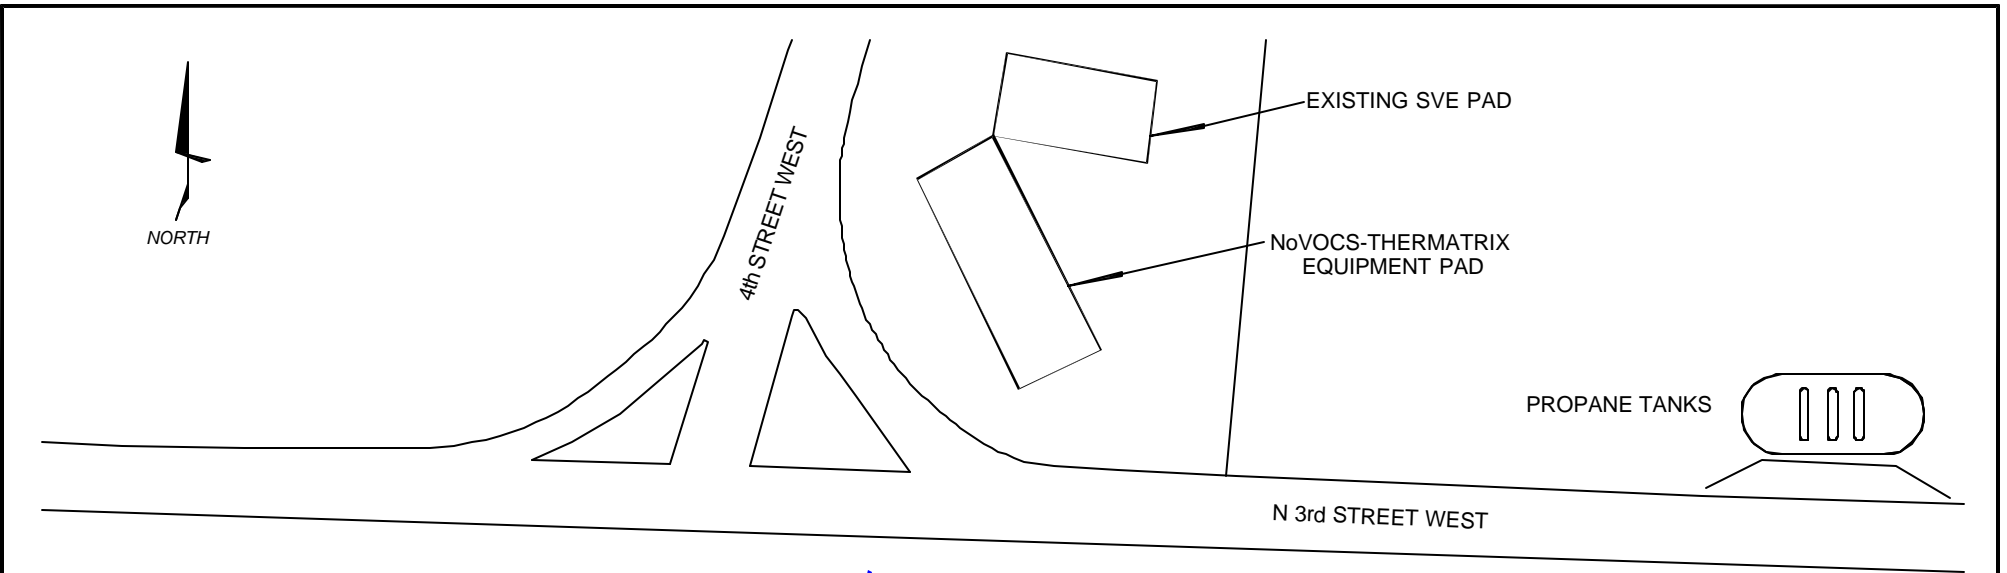 EXISTING SVE PAD
4th STREET WEST
NORTH
NoVOCS-THERMATRIX
EQUIPMENT PAD
PROPANE TANKS
N 3rd STREET WEST